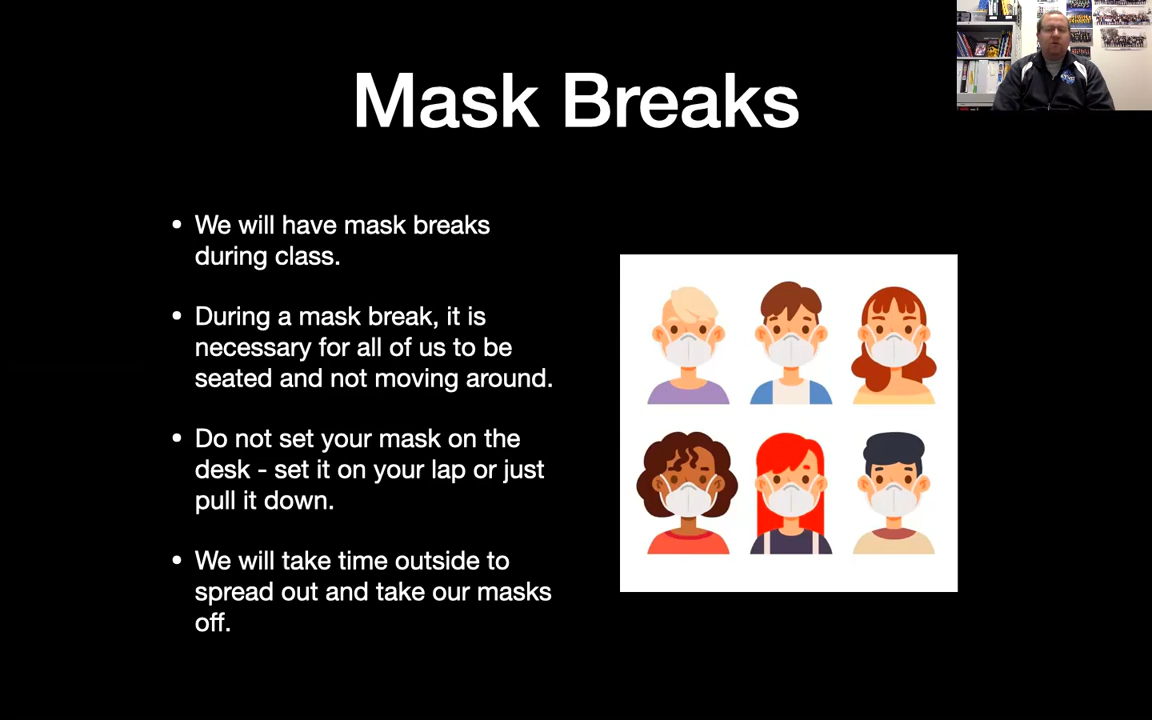 Mask Breaks
• We will have mask breaks
during class.
• During a mask break, it is
necessary for all of us to be
seated and not moving around.
• Do not set your mask on the
desk - set it on your lap or just
pull it down.
• We will take time outside to
spread out and take our masks
off.